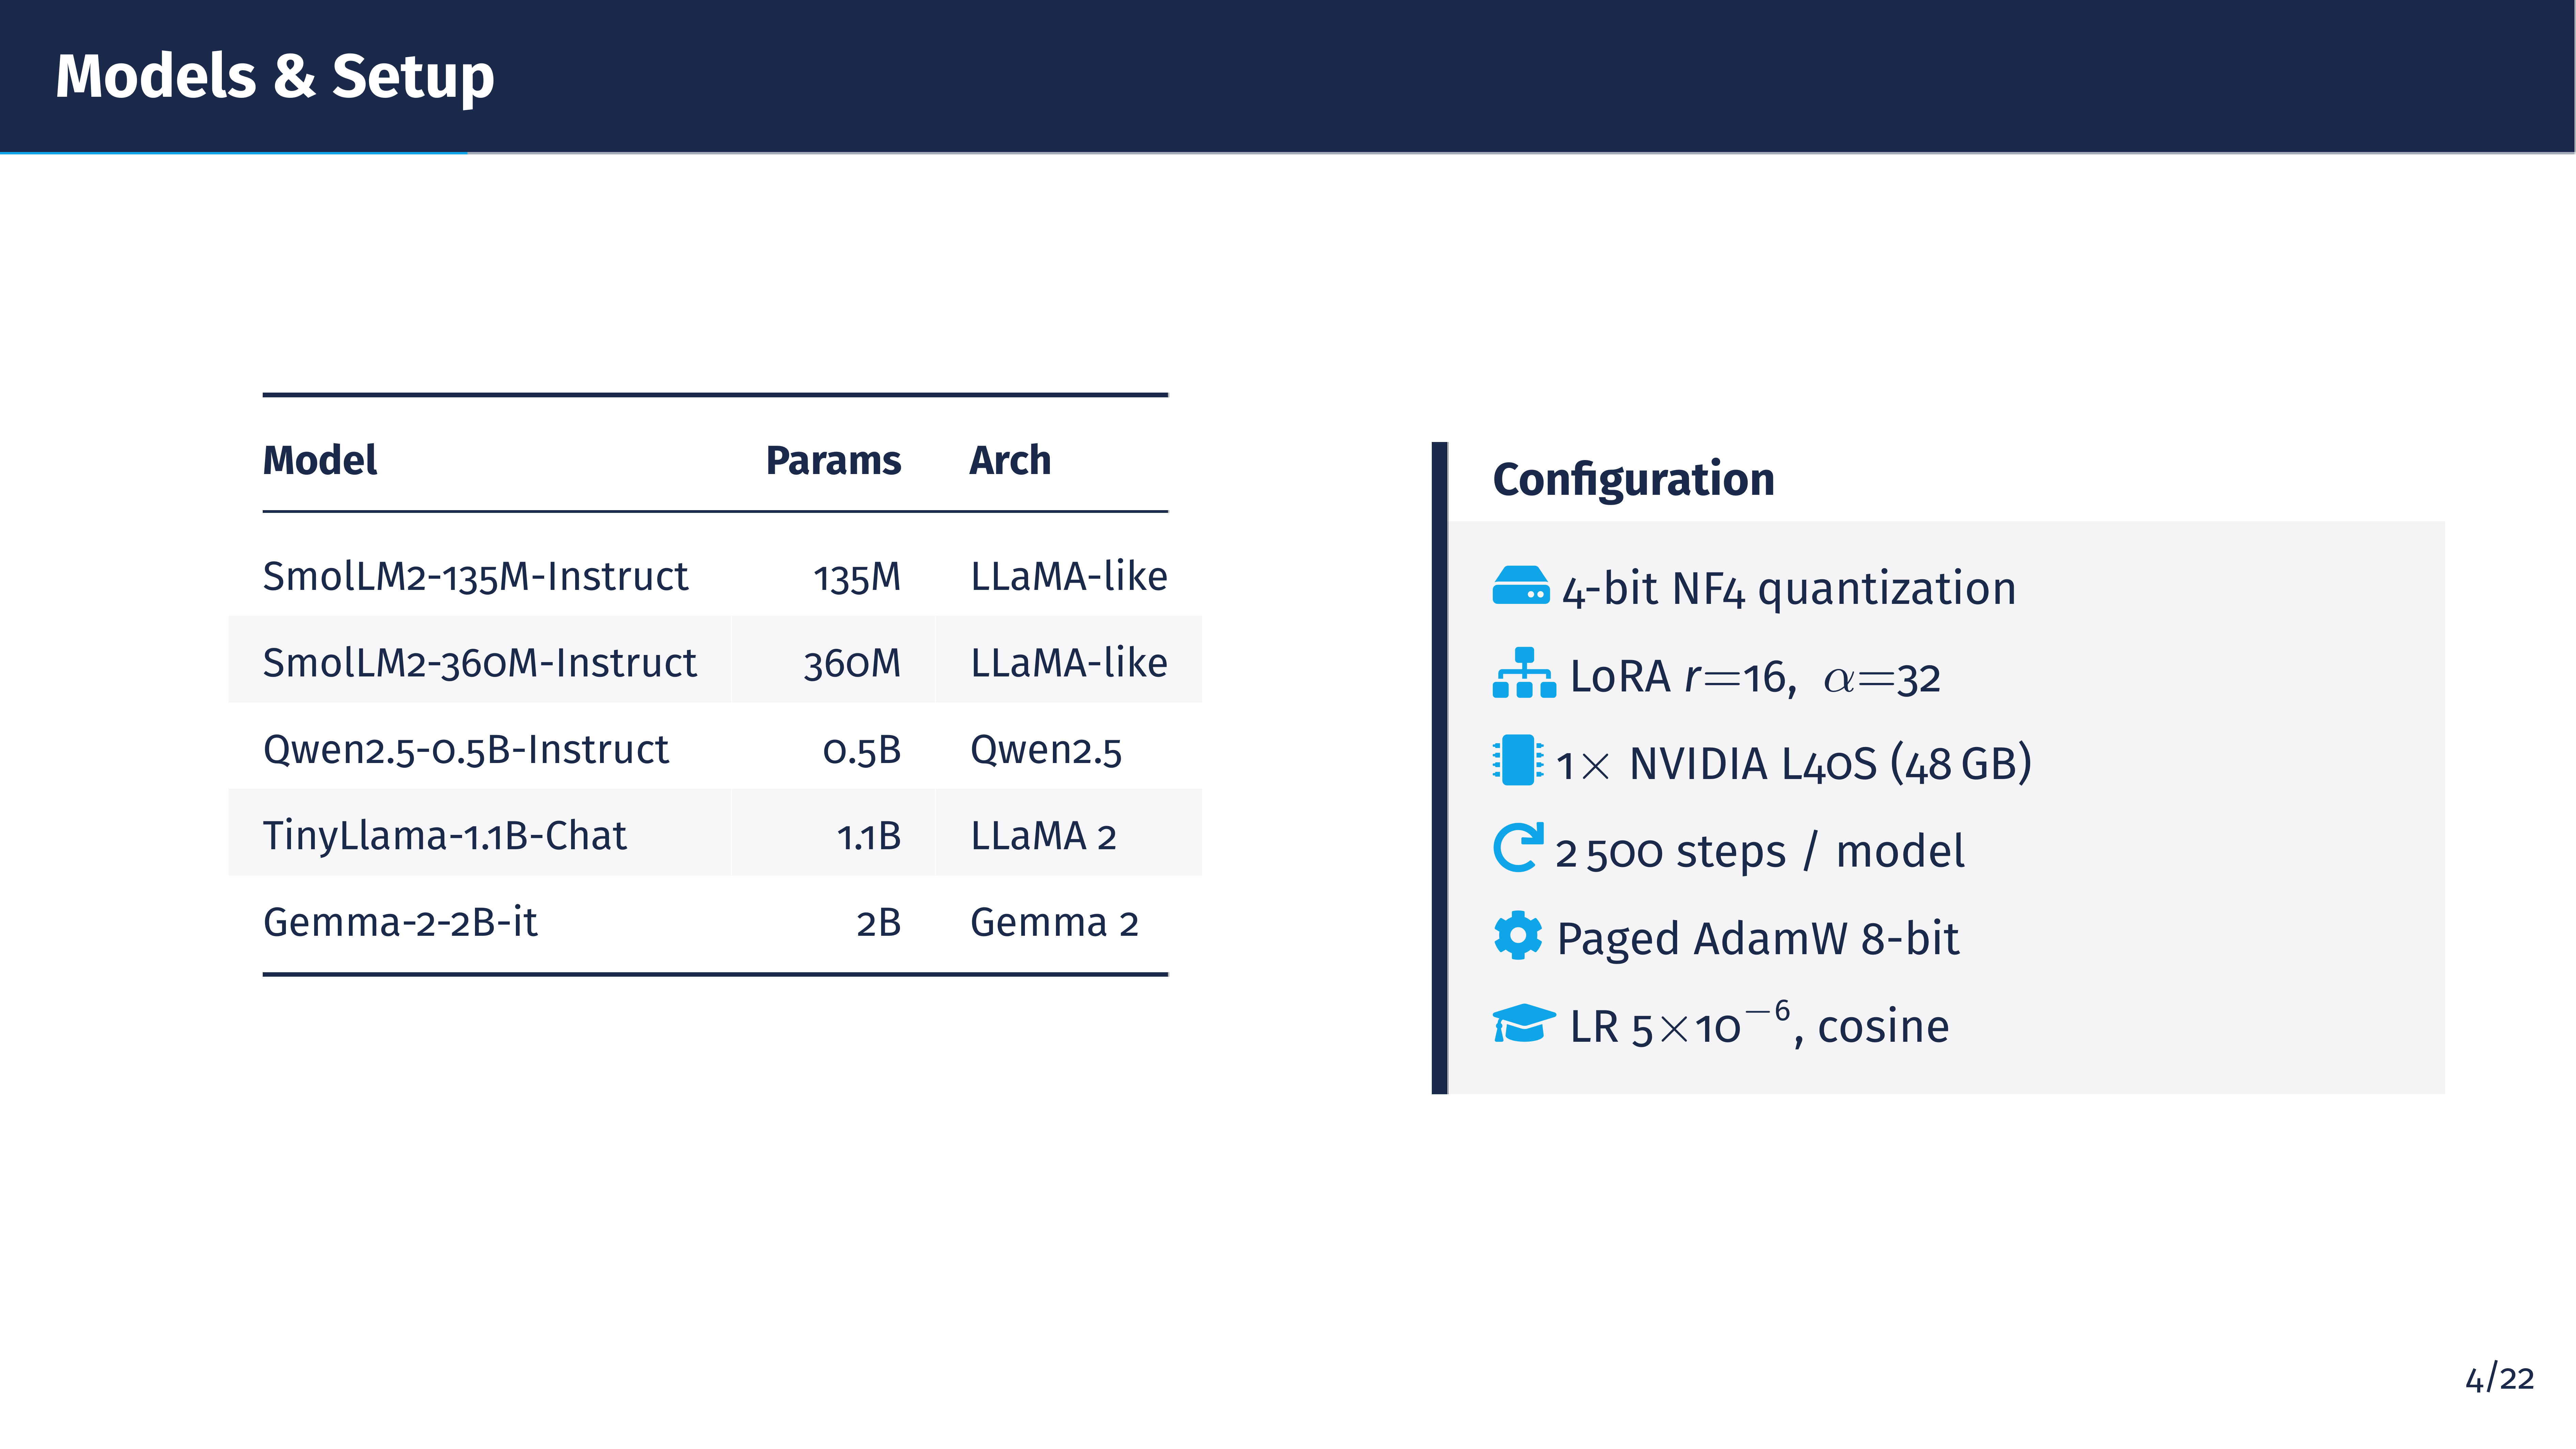 Models & Setup
Model Params Arch
SmolLM2-135M-Instruct 135M LLaMA-like
SmolLM2-360M-Instruct 360M LLaMA-like
Qwen2.5-0.5B-Instruct 0.5B Qwen2.5
TinyLlama-1.1B-Chat 1.1B LLaMA 2
Gemma-2-2B-it 2B Gemma 2
Configuration
4-bit NF4 quantization
LoRA r=16, α=32
1× NVIDIA L40S (48 GB)
2 500 steps / model
Paged AdamW 8-bit
LR 5×10⁻⁶, cosine
4/22